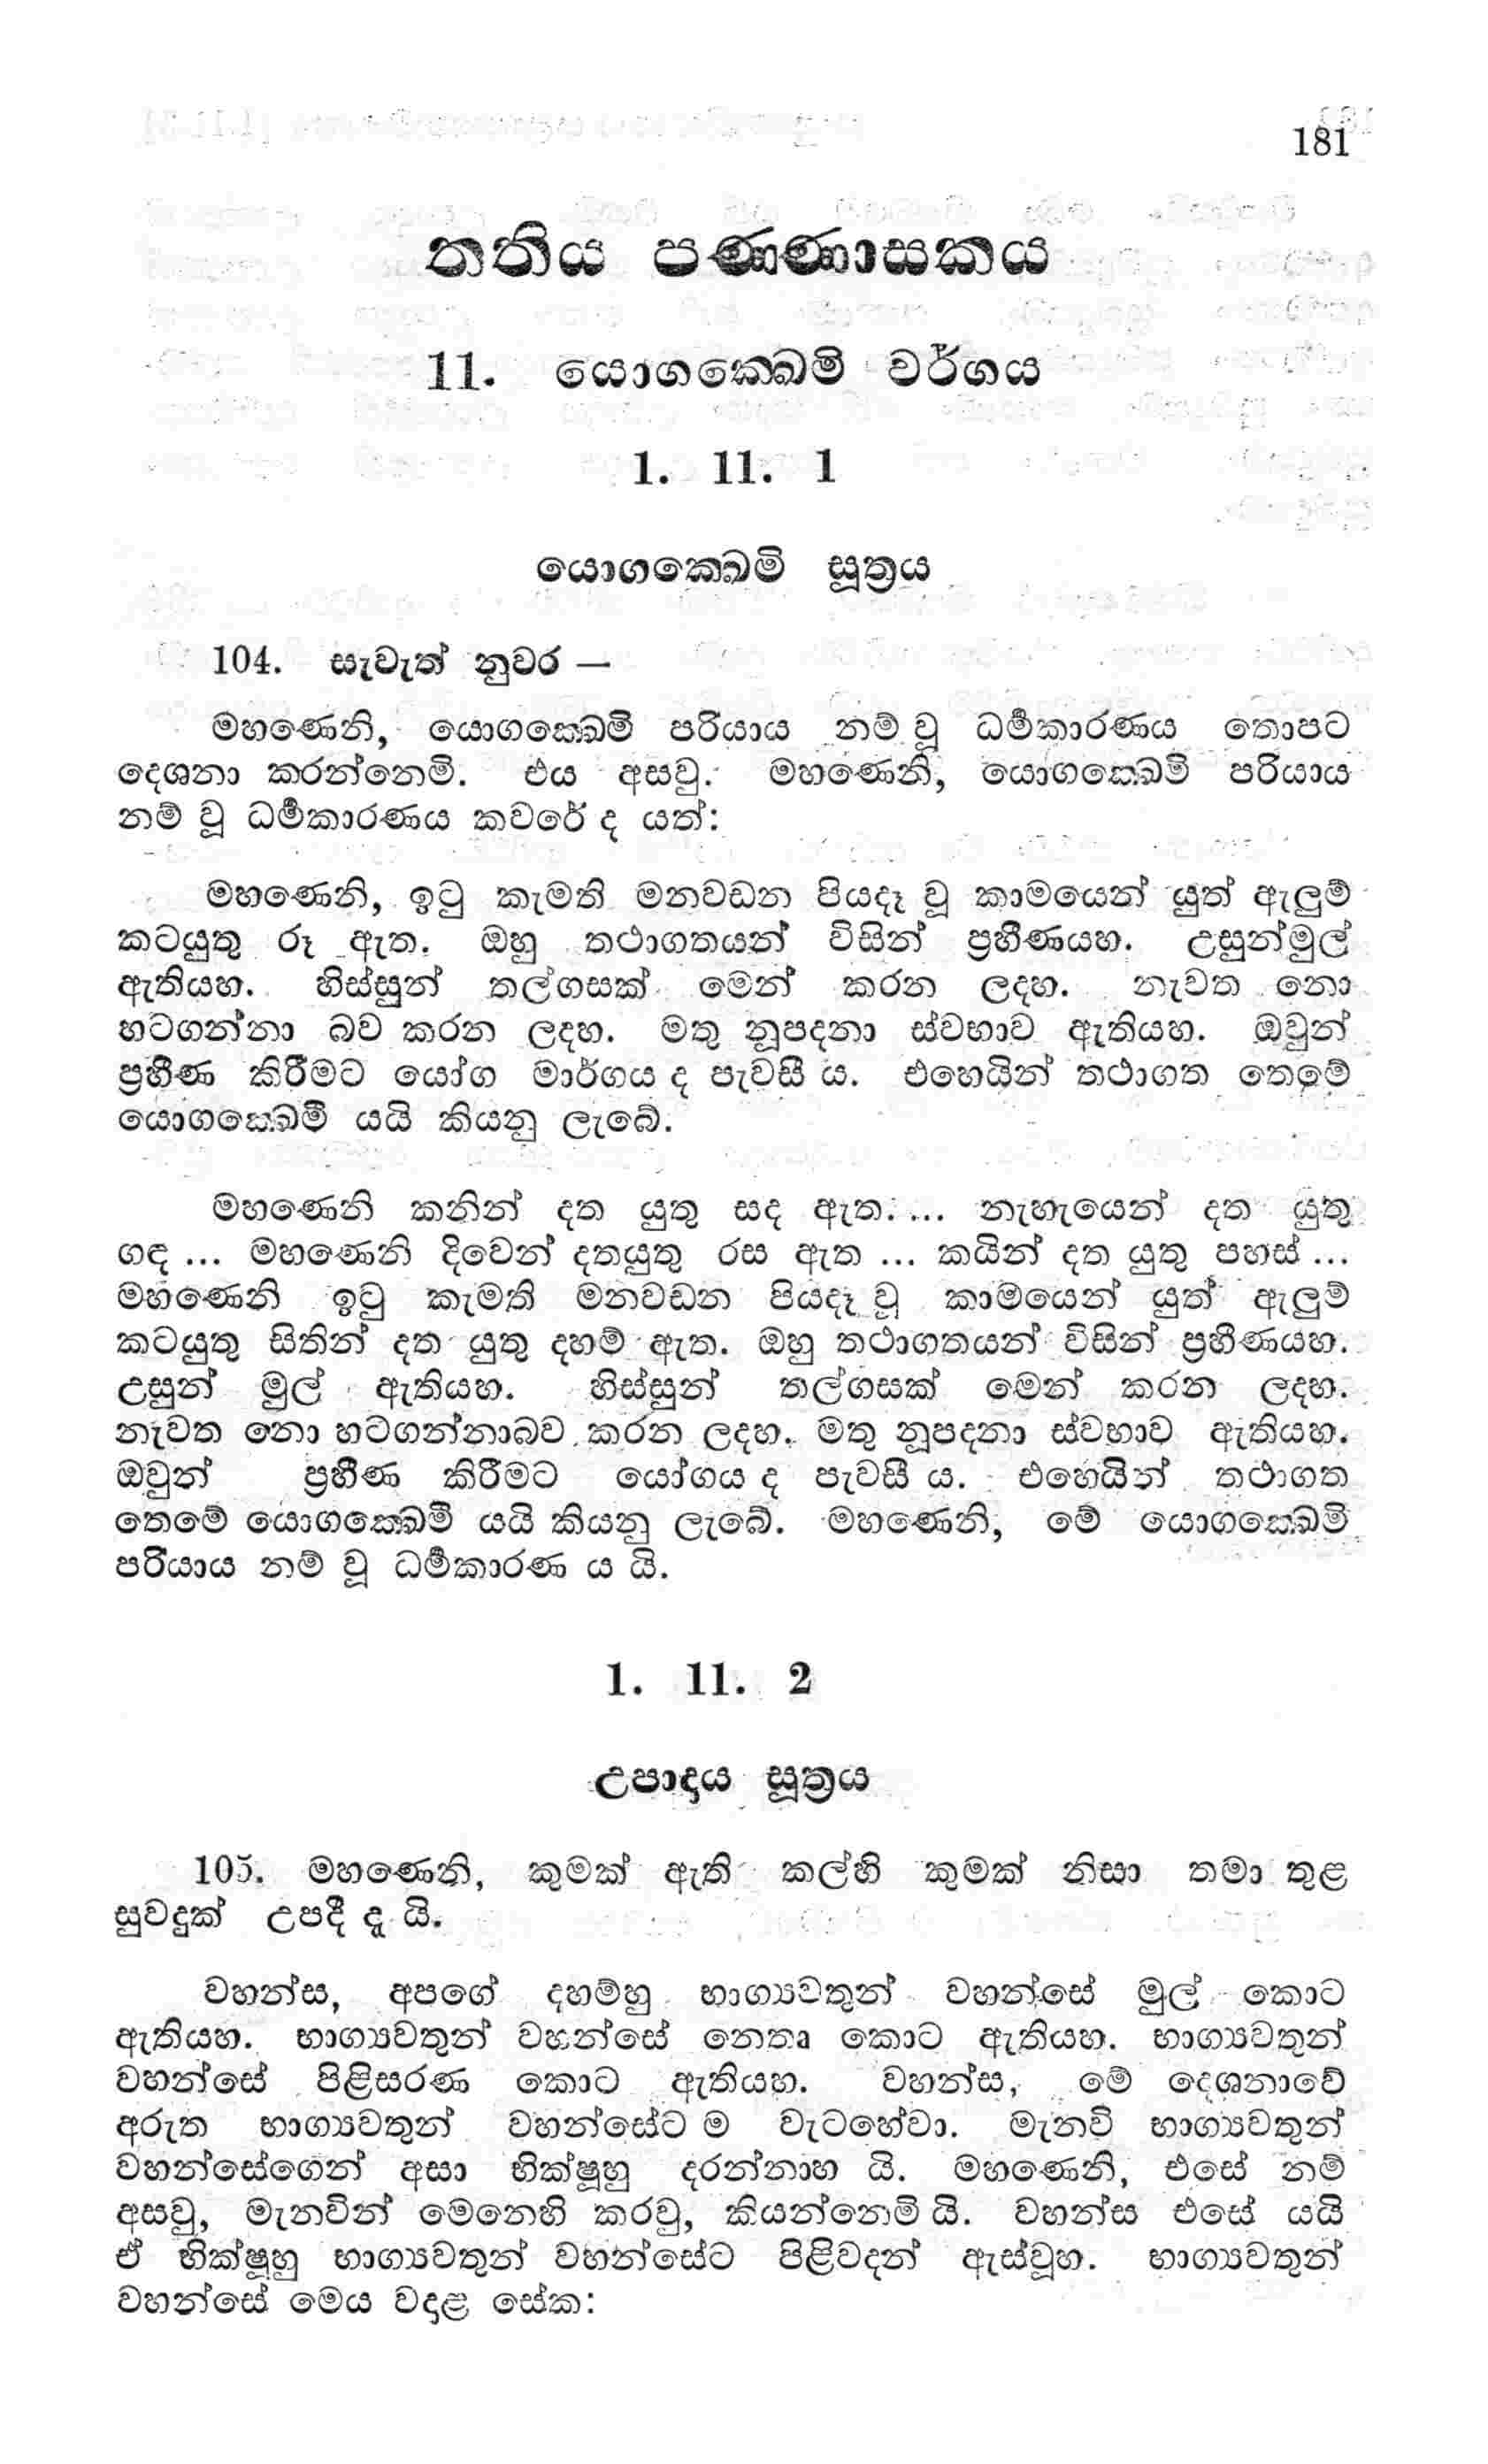 181
තතිය පණ්ණාසකය
11. යොගක්ඛෙමි වර්ගය
1. 11. 1
යොගක්ඛෙමි සූත්‍රය
104. සැවැත් නුවර —
මහණෙනි, යොගක්ඛෙමි පරියාය නම් වූ ධර්‍මකාරණය තොපට
දෙශනා කරන්නෙමි. එය අසවු. මහණෙනි, යොගක්ඛෙමි පරියාය
නම් වූ ධර්‍මකාරණය කවරේ ද යත්:
මහණෙනි, ඉටු කැමති මනවඩන පියදෑ වූ කාමයෙන් යුත් ඇලුම්
කටයුතු රූ ඇත. ඔහු තථාගතයන් විසින් ප්‍රහීණයහ. උසුන්මුල්
ඇතියහ. හිස්සුන් තල්ගසක් මෙන් කරන ලදහ. නැවත නො
හටගන්නා බව කරන ලදහ. මතු නූපදනා ස්වභාව ඇතියහ. ඔවුන්
ප්‍රහීණ කිරීමට යෝග මාර්ගය ද පැවසී ය. එහෙයින් තථාගත තෙමේ
යොගක්ඛෙමී යයි කියනු ලැබේ.
මහණෙනි කනින් දත යුතු සද ඇත. ... නැහැයෙන් දත යුතු
ගඳ ... මහණෙනි දිවෙන් දතයුතු රස ඇත ... කයින් දත යුතු පහස් ...
මහණෙනි ඉටු කැමති මනවඩන පියදෑ වූ කාමයෙන් යුත් ඇලුම්
කටයුතු සිතින් දත යුතු දහම් ඇත. ඔහු තථාගතයන් විසින් ප්‍රහීණයහ.
උසුන් මුල් ඇතියහ. හිස්සුන් තල්ගසක් මෙන් කරන ලදහ.
නැවත නො හටගන්නාබව කරන ලදහ. මතු නූපදනා ස්වභාව ඇතියහ.
ඔවුන් ප්‍රහීණ කිරීමට යෝගය ද පැවසී ය. එහෙයින් තථාගත
තෙමේ යොගක්ඛෙමී යයි කියනු ලැබේ. මහණෙනි, මේ යොගක්ඛෙමි
පරියාය නම් වූ ධර්‍මකාරණ ය යි.
1. 11. 2
උපාදාය සූත්‍රය
105. මහණෙනි, කුමක් ඇති කල්හි කුමක් නිසා තමා තුළ
සුවදුක් උපදී ද යි.
වහන්ස, අපගේ දහම්හු භාග්‍යවතුන් වහන්සේ මුල් කොට
ඇතියහ. භාග්‍යවතුන් වහන්සේ නෙතෘ කොට ඇතියහ. භාග්‍යවතුන්
වහන්සේ පිළිසරණ කොට ඇතියහ. වහන්ස, මේ දෙශනාවේ
අරුත භාග්‍යවතුන් වහන්සේට ම වැටහේවා. මැනවි භාග්‍යවතුන්
වහන්සේගෙන් අසා භික්ෂූහු දරන්නාහ යි. මහණෙනි, එසේ නම්
අසවු, මැනවින් මෙනෙහි කරවු, කියන්නෙමි යි. වහන්ස එසේ යයි
ඒ භික්ෂූහු භාග්‍යවතුන් වහන්සේට පිළිවදන් ඇස්වූහ. භාග්‍යවතුන්
වහන්සේ මෙය වදාළ සේක: